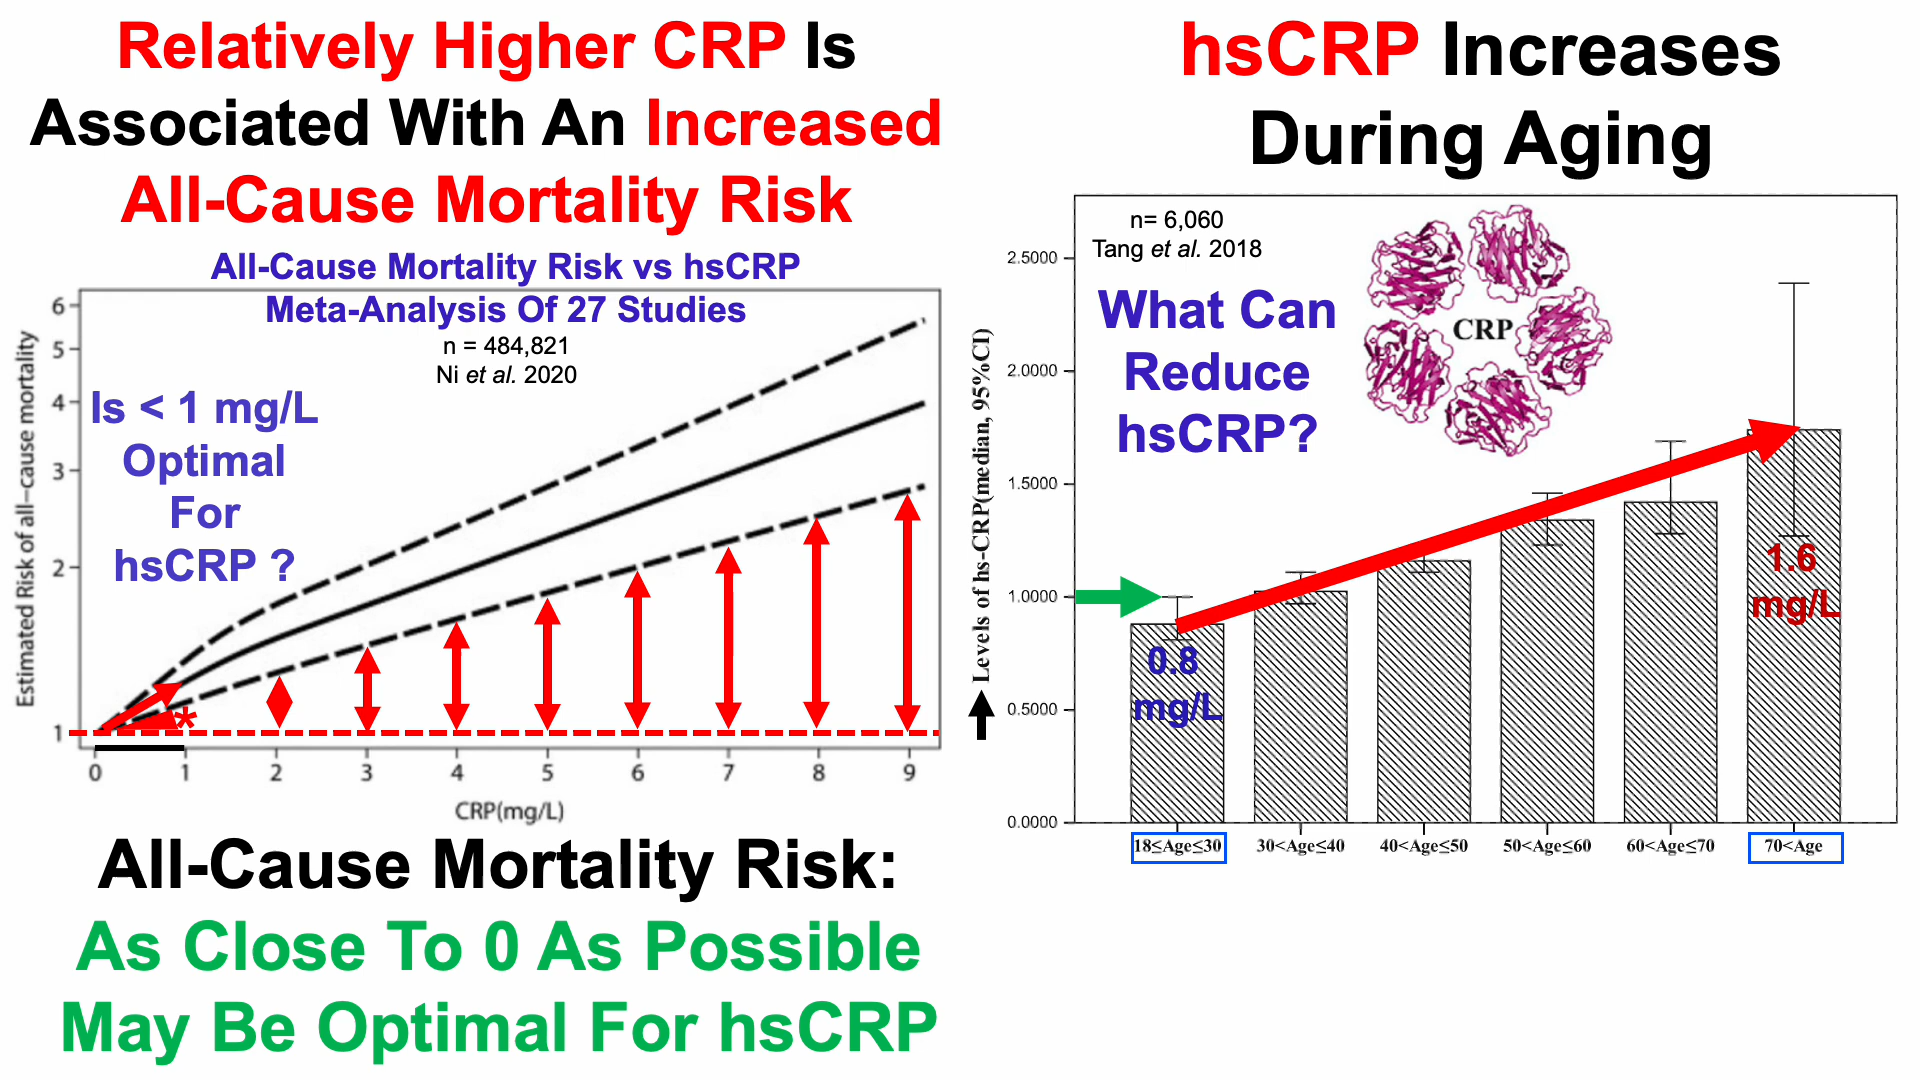 Relatively Higher CRP Is
Associated With An Increased
All-Cause Mortality Risk
All-Cause Mortality Risk vs hsCRP
Meta-Analysis Of 27 Studies
n = 484,821
Ni et al. 2020
Is < 1 mg/L
Optimal
For
hsCRP ?
Estimated Risk of all-cause mortality
6
5
4
3
2
1
*
0 1 2 3 4 5 6 7 8 9
CRP(mg/L)
All-Cause Mortality Risk:
As Close To 0 As Possible
May Be Optimal For hsCRP
hsCRP Increases
During Aging
n= 6,060
Tang et al. 2018
What Can
Reduce
hsCRP?
CRP
Levels of hs-CRP(median, 95%CI)
2.5000
2.0000
1.5000
1.0000
0.5000
0.0000
0.8
mg/L
1.6
mg/L
18≤Age≤30 30<Age≤40 40<Age≤50 50<Age≤60 60<Age≤70 70<Age